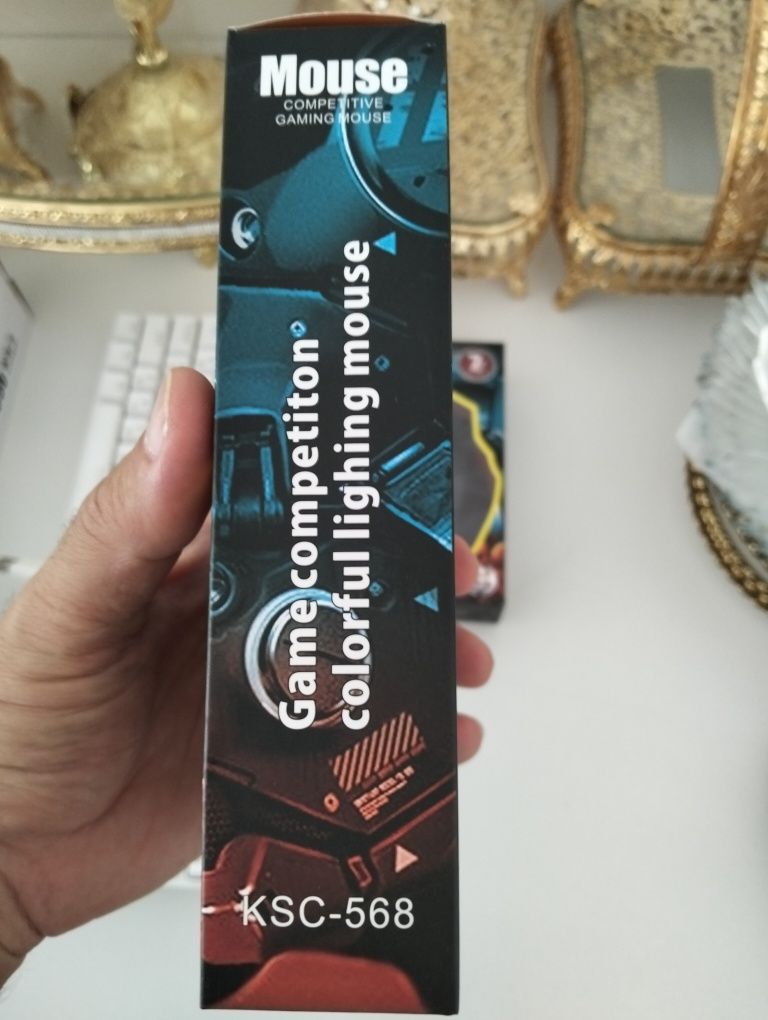 Mouse
COMPETITIVE
GAMING MOUSE
Game competiton
colorful lighing mouse
KSC-568